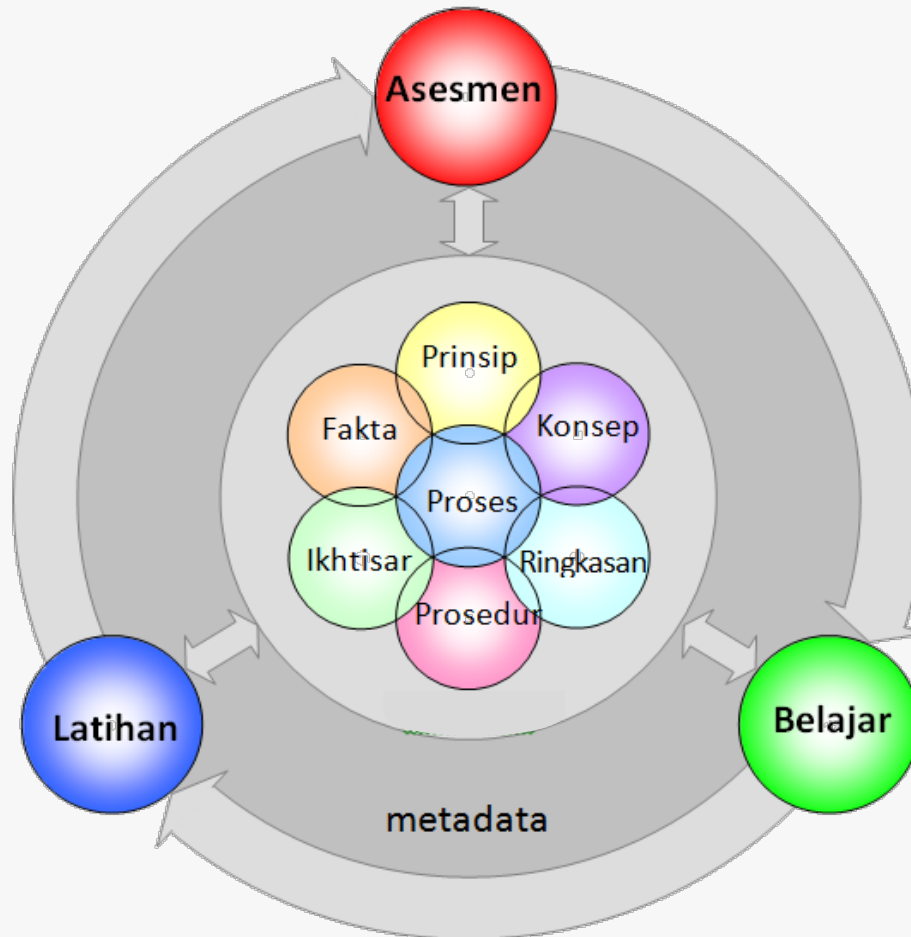 Asesmen
Prinsip
Fakta
Konsep
Proses
Ikhtisar
Ringkasan
Prosedur
Latihan
Belajar
metadata